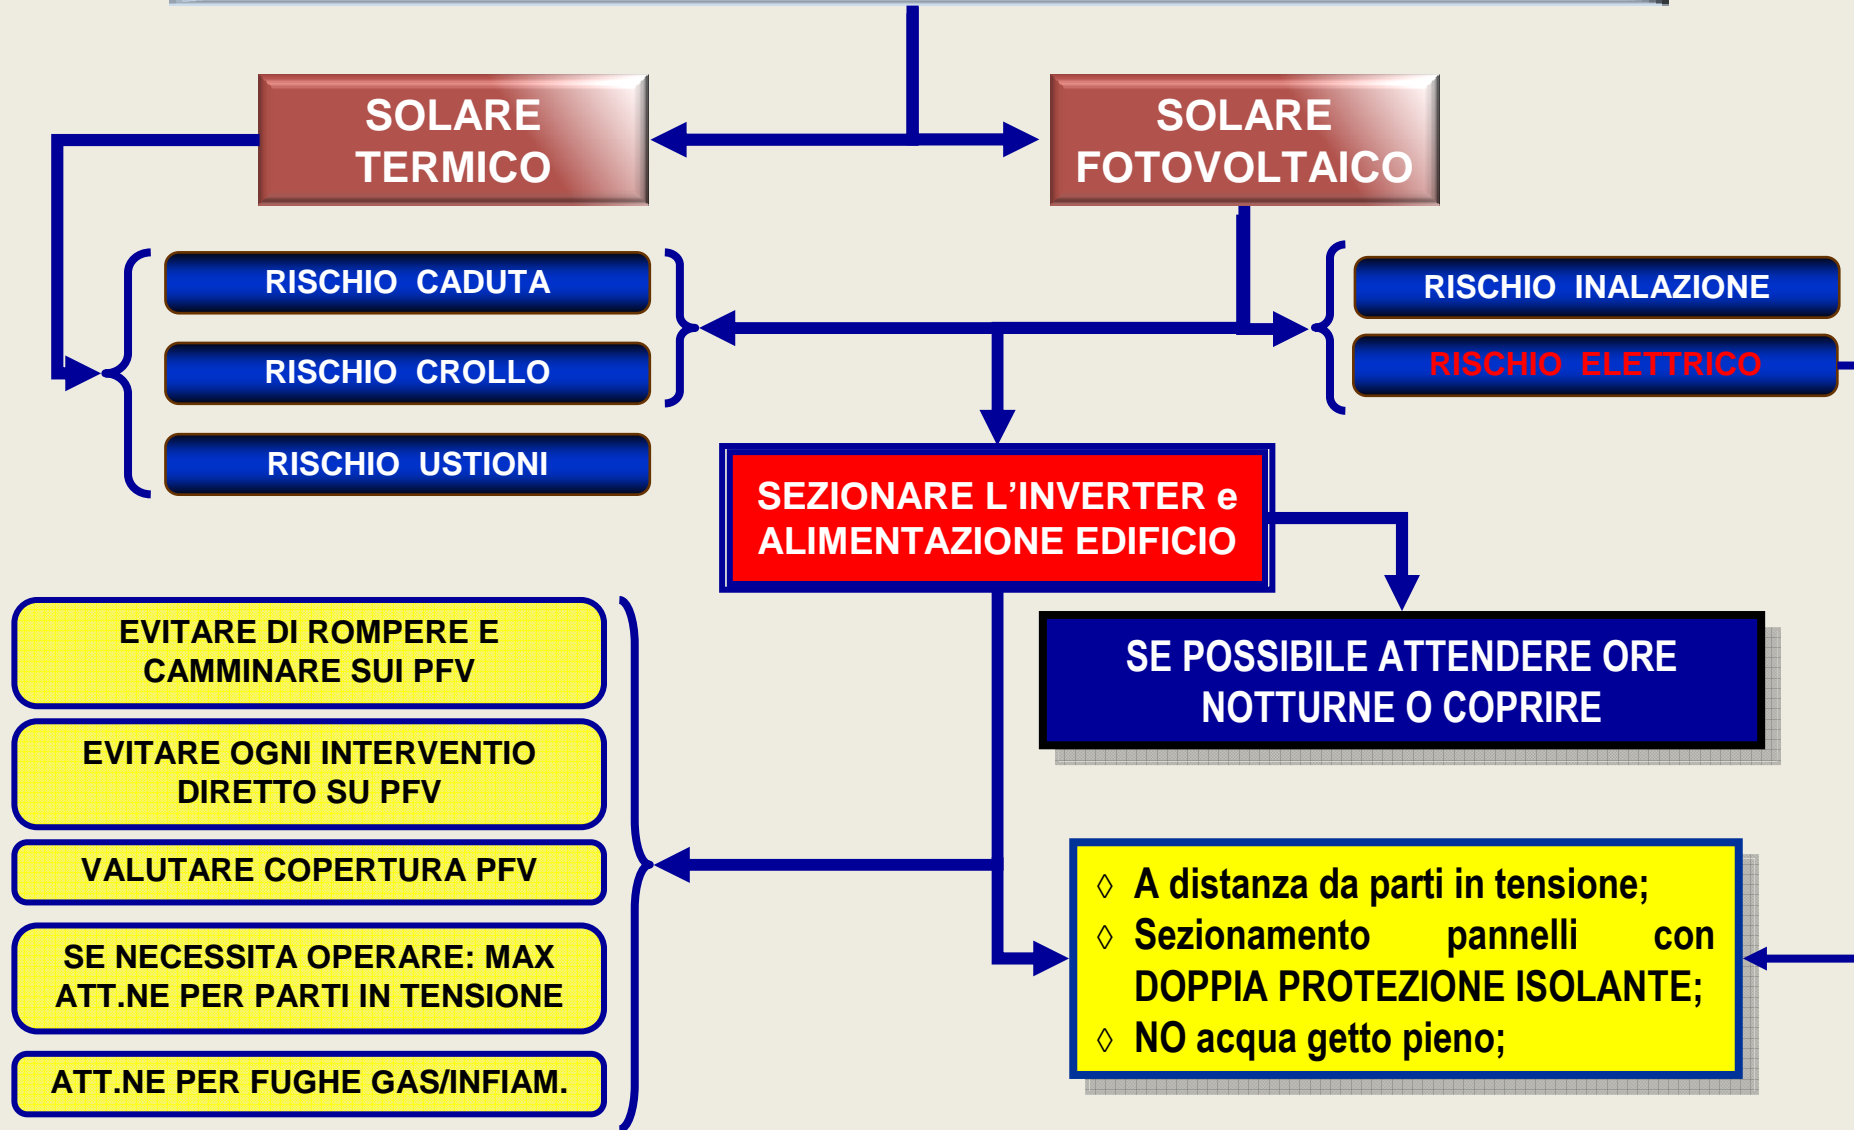 SOLARE
TERMICO
SOLARE
FOTOVOLTAICO
RISCHIO CADUTA
RISCHIO CROLLO
RISCHIO USTIONI
RISCHIO INALAZIONE
RISCHIO ELETTRICO
SEZIONARE L’INVERTER e
ALIMENTAZIONE EDIFICIO
SE POSSIBILE ATTENDERE ORE
NOTTURNE O COPRIRE
EVITARE DI ROMPERE E
CAMMINARE SUI PFV
EVITARE OGNI INTERVENTIO
DIRETTO SU PFV
VALUTARE COPERTURA PFV
SE NECESSITA OPERARE: MAX
ATT.NE PER PARTI IN TENSIONE
ATT.NE PER FUGHE GAS/INFIAM.
◊ A distanza da parti in tensione;
◊ Sezionamento pannelli con
DOPPIA PROTEZIONE ISOLANTE;
◊ NO acqua getto pieno;